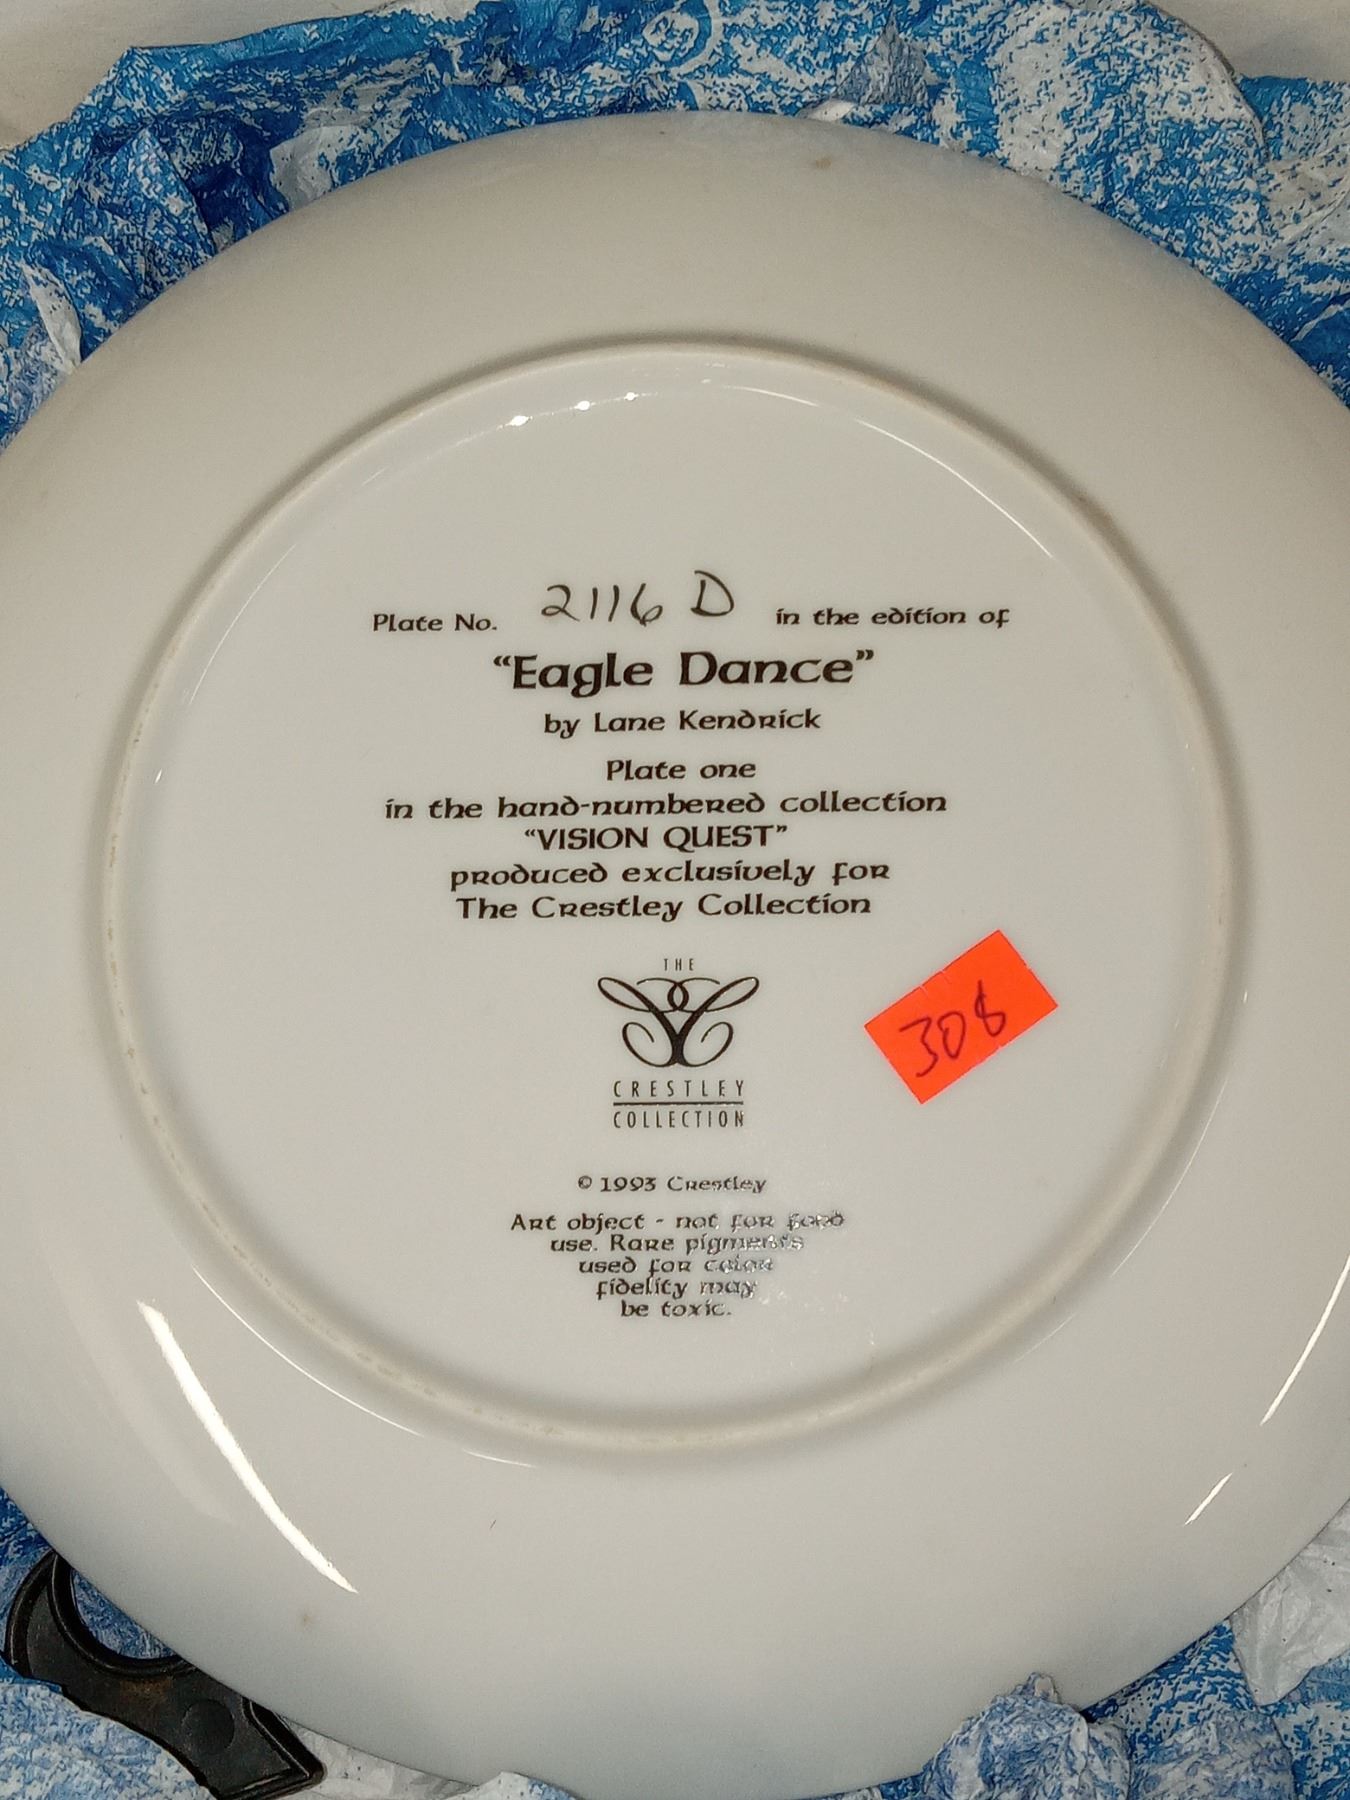 Plate No. 2116 D in the edition of
“Eagle Dance”
by Lane Kendrick
Plate one
in the hand-numbered collection
“VISION QUEST”
produced exclusively for
The Crestley Collection
THE
CRESTLEY
COLLECTION
308
© 1993 Crestley
Art object - not for food
use. Rare pigments
used for color
fidelity may
be toxic.